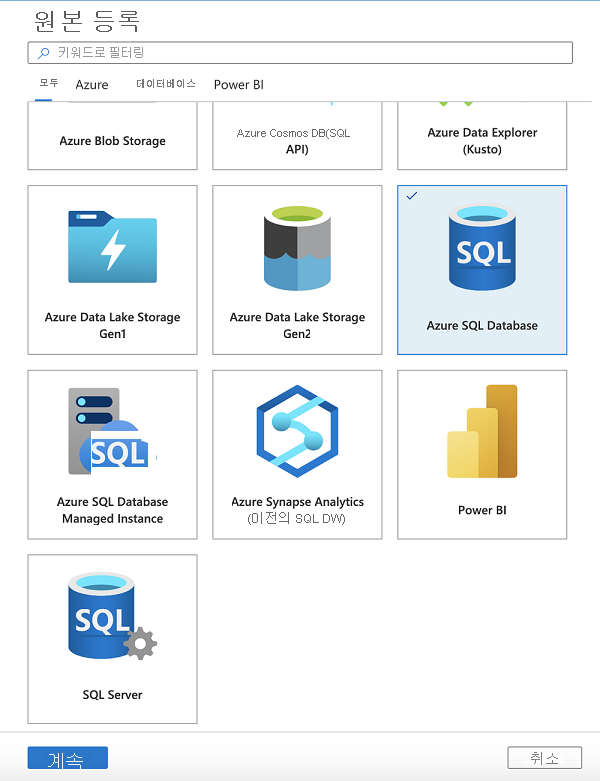 원본 등록
키워드로 필터링
모두 Azure 데이터베이스 Power BI
Azure Blob Storage
Azure Cosmos DB(SQL
API)
Azure Data Explorer
(Kusto)
Azure Data Lake Storage
Gen1
Azure Data Lake Storage
Gen2
SQL
Azure SQL Database
SQL
Azure SQL Database
Managed Instance
Azure Synapse Analytics
(이전의 SQL DW)
Power BI
SQL
SQL Server
계속
취소